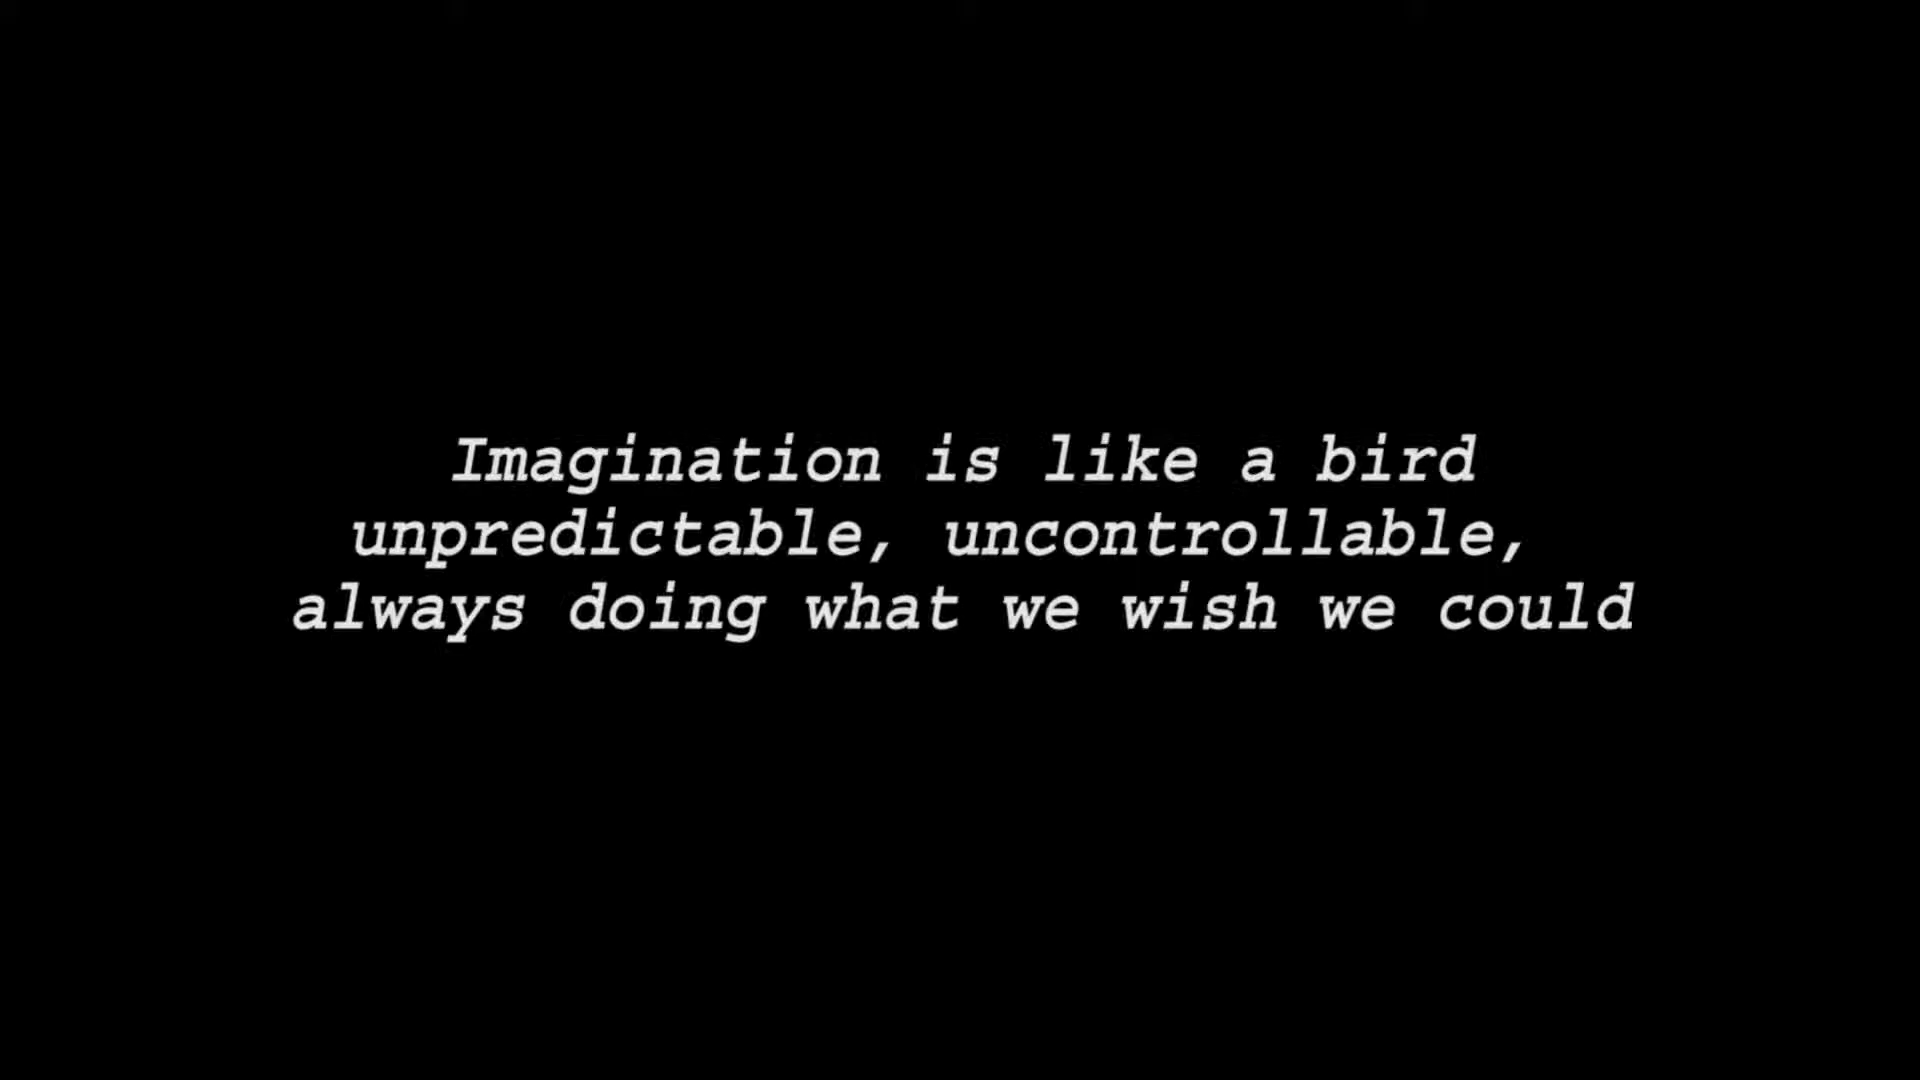 Imagination is like a bird
unpredictable, uncontrollable,
always doing what we wish we could